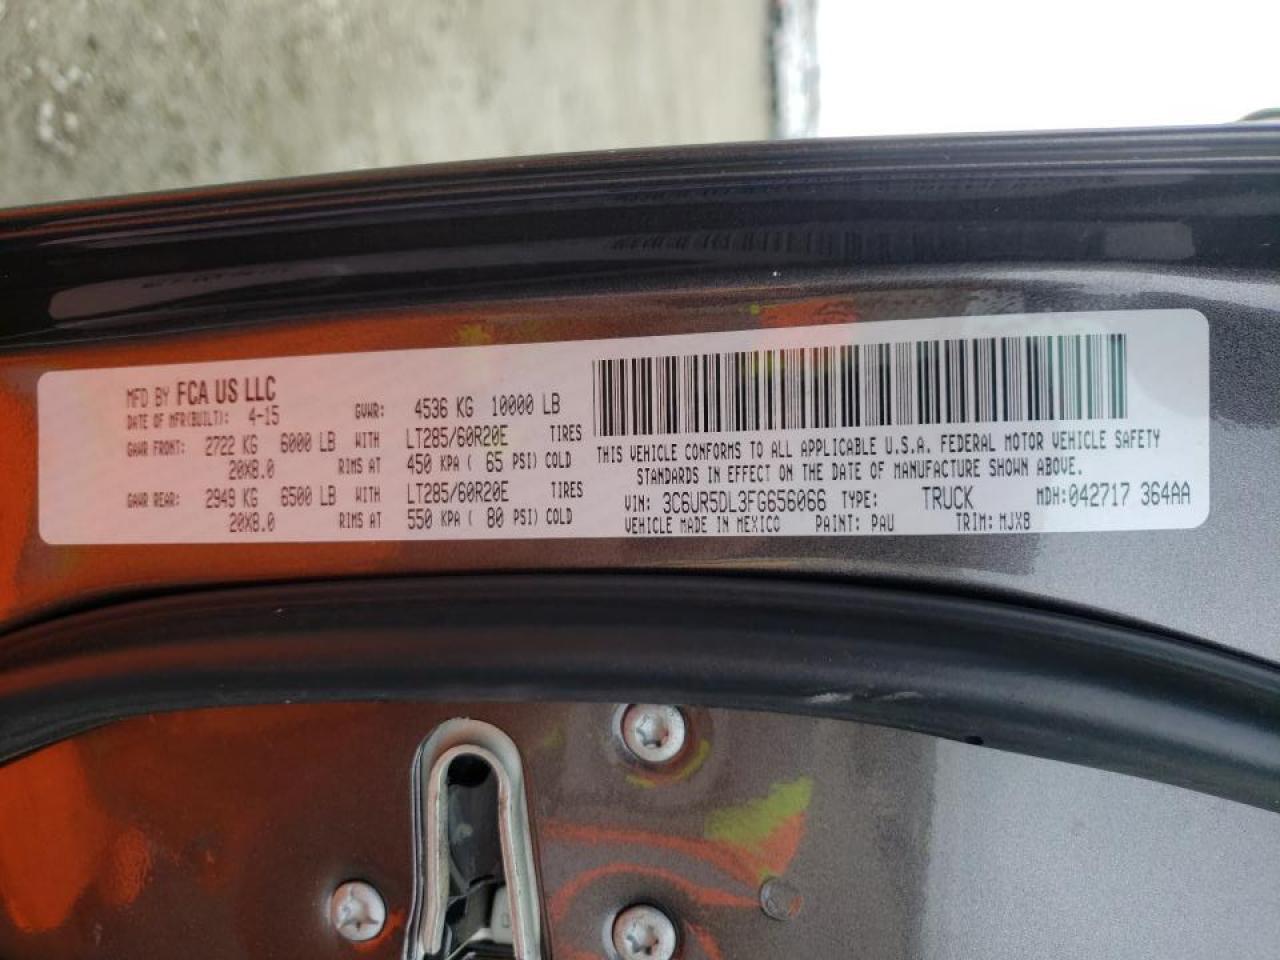 MFD BY FCA US LLC
DATE OF MFR(BUILT): 4-15 GVWR: 4536 KG 10000 LB
GAWR FRONT: 2722 KG 6000 LB WITH LT285/60R20E TIRES
20X8.0 RIMS AT 450 KPA ( 65 PSI) COLD
GAWR REAR: 2949 KG 6500 LB WITH LT285/60R20E TIRES
20X8.0 RIMS AT 550 KPA ( 80 PSI) COLD
THIS VEHICLE CONFORMS TO ALL APPLICABLE U.S.A. FEDERAL MOTOR VEHICLE SAFETY
STANDARDS IN EFFECT ON THE DATE OF MANUFACTURE SHOWN ABOVE.
VIN: 3C6UR5DL3FG656066 TYPE: TRUCK MDH:042717 364AA
VEHICLE MADE IN MEXICO PAINT: PAU TRIM: MJX8